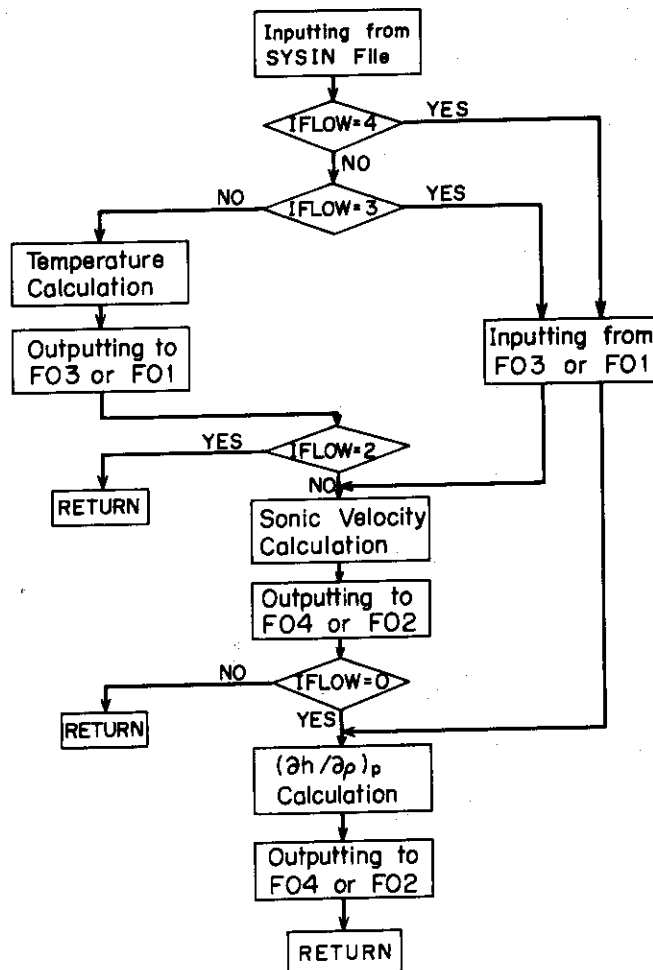 Inputting from
SYSIN File
IFLOW=4
YES
NO
IFLOW=3
NO
YES
Temperature
Calculation
Outputting to
FO3 or FO1
Inputting from
FO3 or FO1
IFLOW=2
YES
NO
RETURN
Sonic Velocity
Calculation
Outputting to
FO4 or FO2
IFLOW=0
NO
YES
RETURN
(∂h/∂ρ)ₚ
Calculation
Outputting to
FO4 or FO2
RETURN